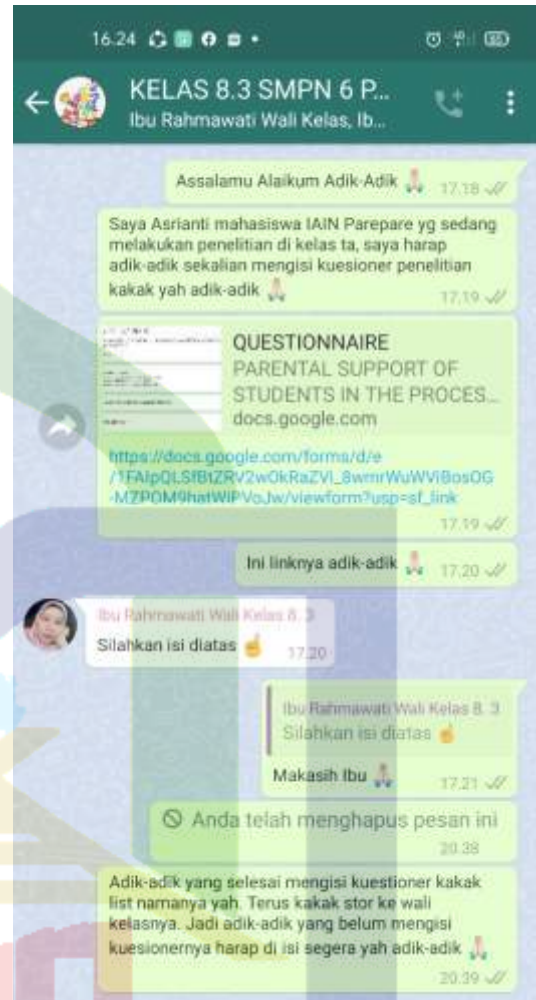 16.24
KELAS 8.3 SMPN 6 P...
Ibu Rahmawati Wali Kelas, Ib...
Assalamu Alaikum Adik-Adik 🙏 17.18
Saya Asrianti mahasiswa IAIN Parepare yg sedang
melakukan penelitian di kelas ta, saya harap
adik-adik sekalian mengisi kuesioner penelitian
kakak yah adik-adik 🙏
17.19
QUESTIONNAIRE
PARENTAL SUPPORT OF
STUDENTS IN THE PROCES...
docs.google.com
https://docs.google.com/forms/d/e
17.19
Ini linknya adik-adik 🙏 17.20
Ibu Rahmawati Wali Kelas 8. 3
Silahkan isi diatas ☝ 17.20
Ibu Rahmawati Wali Kelas 8. 3
Silahkan isi diatas ☝
Makasih Ibu 🙏 17.21
Anda telah menghapus pesan ini
20.38
Adik-adik yang selesai mengisi kuestioner kakak
list namanya yah. Terus kakak stor ke wali
kelasnya. Jadi adik-adik yang belum mengisi
kuesionernya harap di isi segera yah adik-adik 🙏
20.39